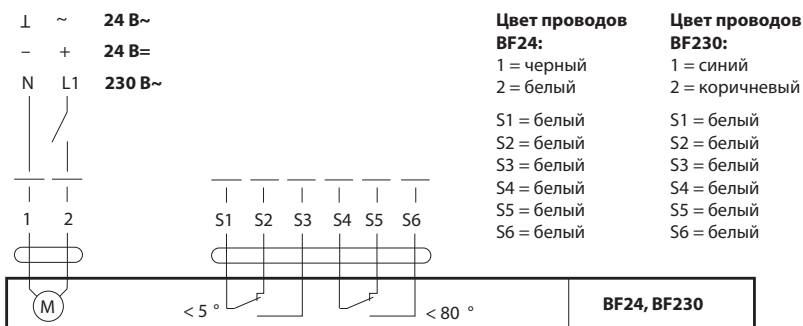 ⊥ ~ 24 В~
– + 24 В=
N L1 230 В~
1 2 S1 S2 S3 S4 S5 S6
M < 5 ° < 80 ° BF24, BF230
Цвет проводов
BF24:
1 = черный
2 = белый
S1 = белый
S2 = белый
S3 = белый
S4 = белый
S5 = белый
S6 = белый
Цвет проводов
BF230:
1 = синий
2 = коричневый
S1 = белый
S2 = белый
S3 = белый
S4 = белый
S5 = белый
S6 = белый